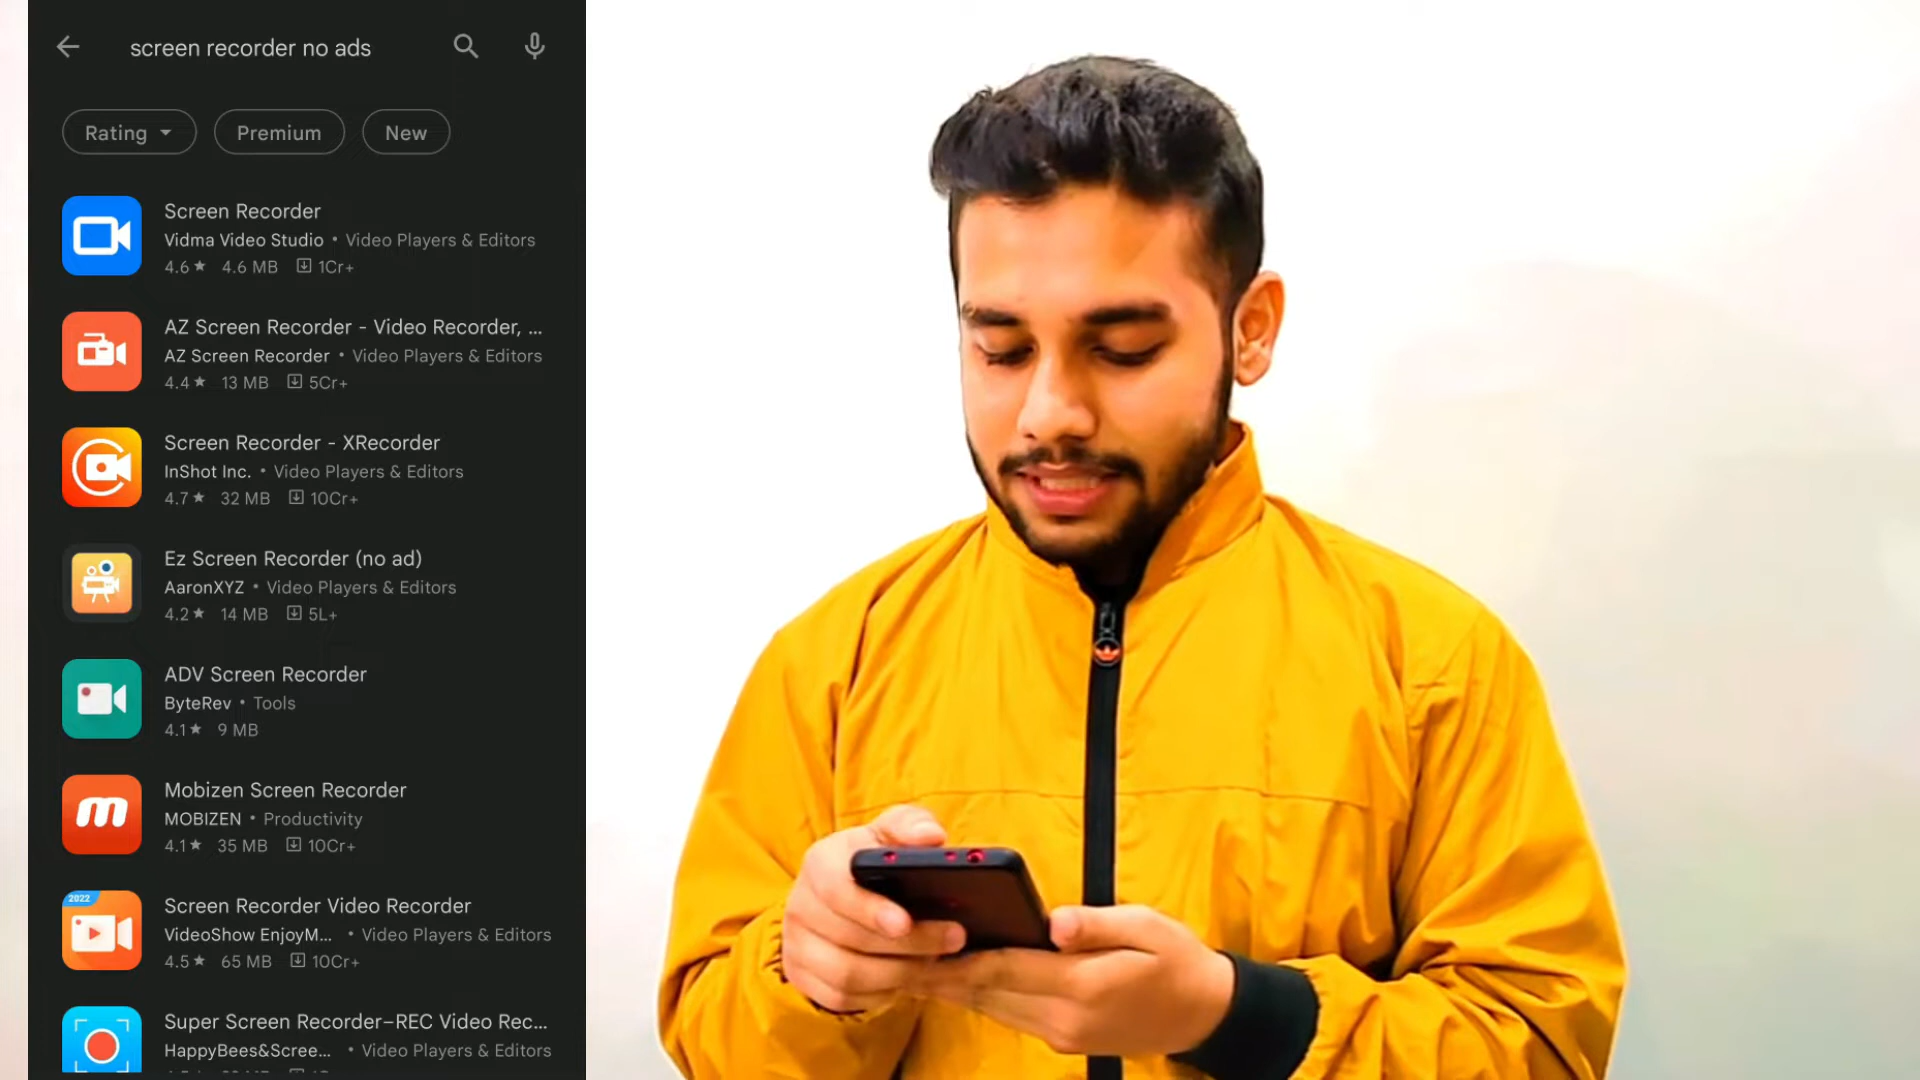 screen recorder no ads
Rating Premium New
Screen Recorder
Vidma Video Studio • Video Players & Editors
4.6★ 4.6 MB 1Cr+
AZ Screen Recorder - Video Recorder, ...
AZ Screen Recorder • Video Players & Editors
4.4★ 13 MB 5Cr+
Screen Recorder - XRecorder
InShot Inc. • Video Players & Editors
4.7★ 32 MB 10Cr+
Ez Screen Recorder (no ad)
AaronXYZ • Video Players & Editors
4.2★ 14 MB 5L+
ADV Screen Recorder
ByteRev • Tools
4.1★ 9 MB
m
Mobizen Screen Recorder
MOBIZEN • Productivity
4.1★ 35 MB 10Cr+
2022
Screen Recorder Video Recorder
VideoShow EnjoyM... • Video Players & Editors
4.5★ 65 MB 10Cr+
Super Screen Recorder–REC Video Rec...
HappyBees&Scree... • Video Players & Editors